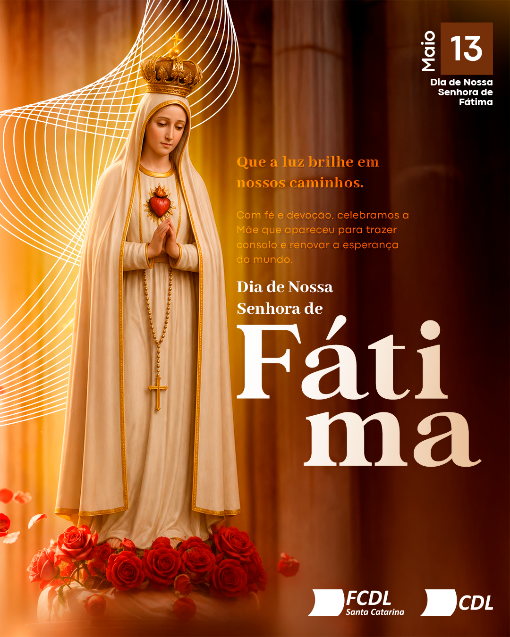 Maio
13
Dia de Nossa
Senhora de
Fátima
Que a luz brilhe em
nossos caminhos.
Com fé e devoção, celebramos a
Mãe que apareceu para trazer
consolo e renovar a esperança
do mundo.
Dia de Nossa
Senhora de
Fáti
ma
FCDL
Santa Catarina
CDL